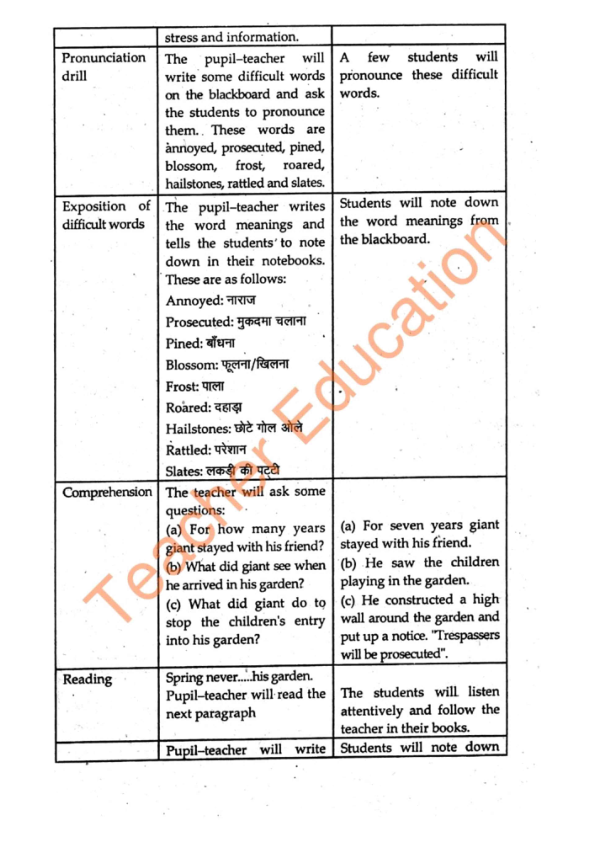 stress and information.
Pronunciation
drill
The pupil–teacher will
write some difficult words
on the blackboard and ask
the students to pronounce
them. These words are
annoyed, prosecuted, pined,
blossom, frost, roared,
hailstones, rattled and slates.
A few students will
pronounce these difficult
words.
Exposition of
difficult words
The pupil–teacher writes
the word meanings and
tells the students to note
down in their notebooks.
These are as follows:
Annoyed: नाराज
Prosecuted: मुकदमा चलाना
Pined: बाँधना
Blossom: फूलना/खिलना
Frost: पाला
Roared: दहाड़ा
Hailstones: छोटे गोल ओले
Rattled: परेशान
Slates: लकड़ी की पट्टी
Students will note down
the word meanings from
the blackboard.
Comprehension
The teacher will ask some
questions:
(a) For how many years
giant stayed with his friend?
(b) What did giant see when
he arrived in his garden?
(c) What did giant do to
stop the children's entry
into his garden?
(a) For seven years giant
stayed with his friend.
(b) He saw the children
playing in the garden.
(c) He constructed a high
wall around the garden and
put up a notice. "Trespassers
will be prosecuted".
Reading
Spring never.....his garden.
Pupil–teacher will read the
next paragraph
The students will listen
attentively and follow the
teacher in their books.
Pupil–teacher will write
Students will note down
Teacher Education